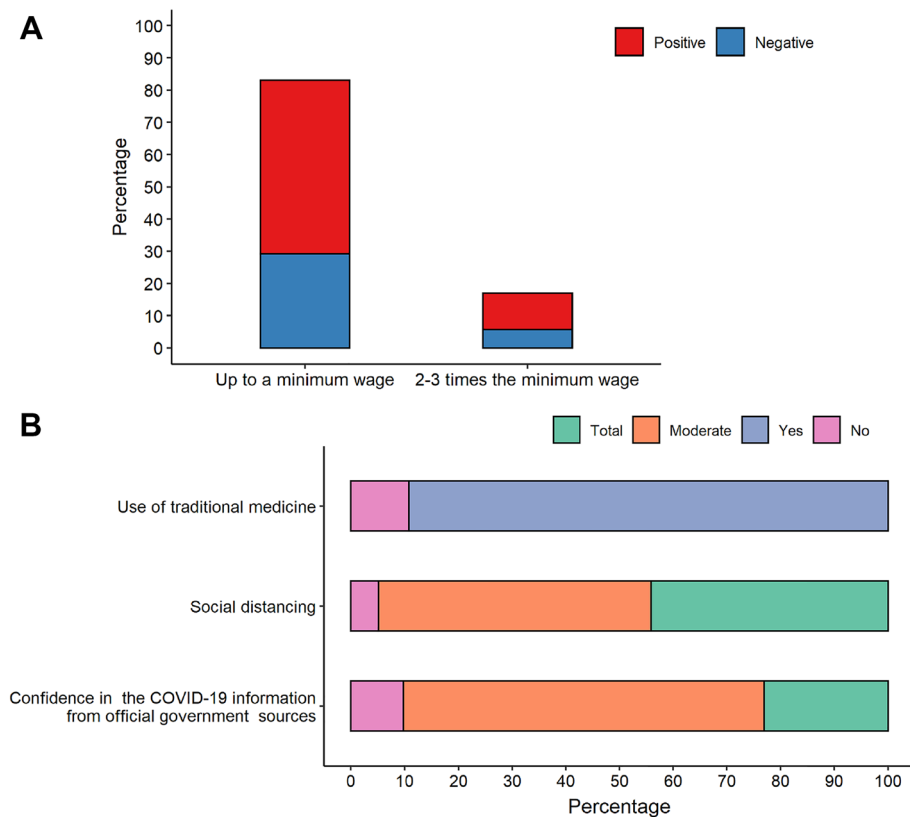 A
Positive Negative
Percentage
100
90
80
70
60
50
40
30
20
10
0
Up to a minimum wage 2-3 times the minimum wage
B
Total Moderate Yes No
Use of traditional medicine
Social distancing
Confidence in the COVID-19 information
from official government sources
0 10 20 30 40 50 60 70 80 90 100
Percentage